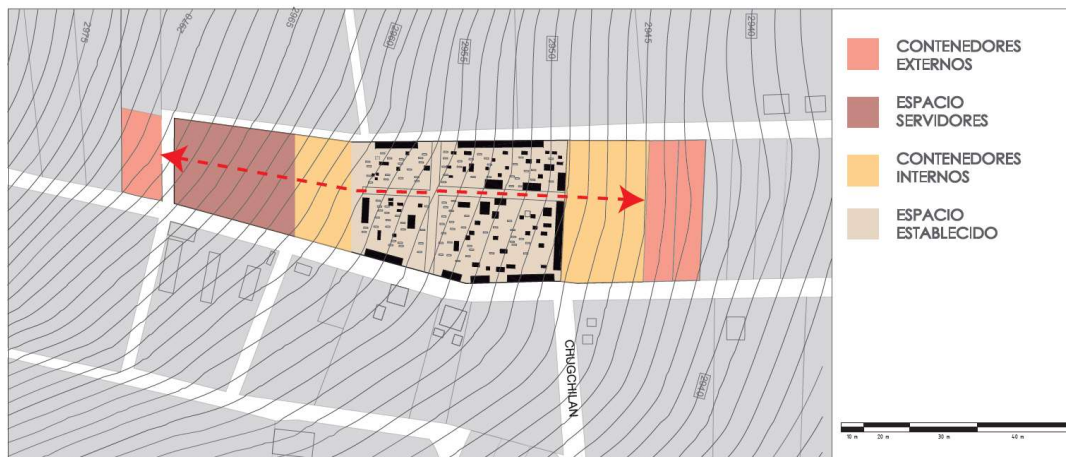 2975
2970
2965
2960
2955
2950
2945
2940
CONTENEDORES
EXTERNOS
ESPACIO
SERVIDORES
CONTENEDORES
INTERNOS
ESPACIO
ESTABLECIDO
CHUGCHILAN
2940
10 m 20 m 30 m 40 m